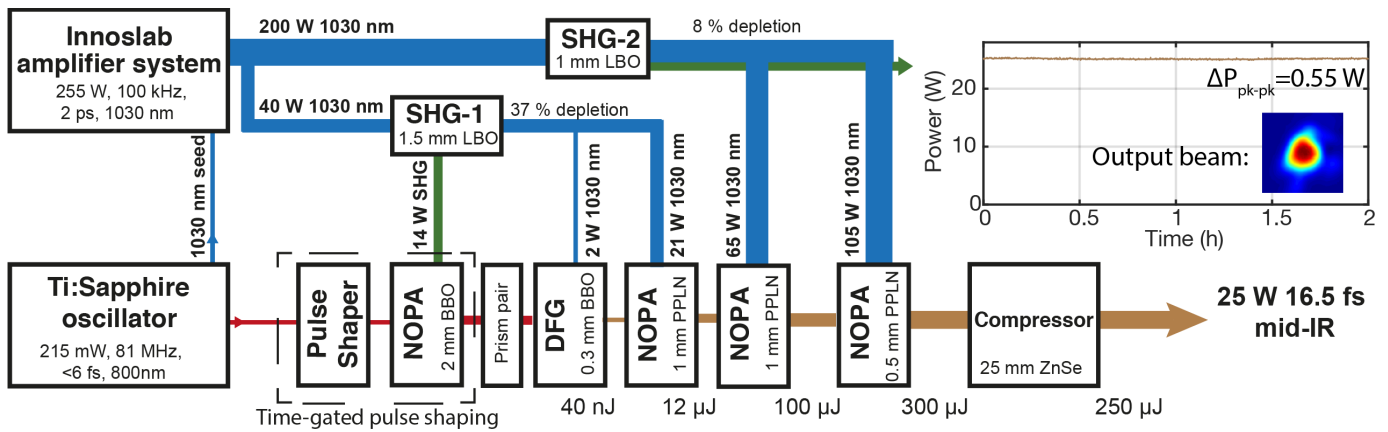 Innoslab
amplifier system
255 W, 100 kHz,
2 ps, 1030 nm
200 W 1030 nm
SHG-2
1 mm LBO
8 % depletion
40 W 1030 nm
SHG-1
1.5 mm LBO
37 % depletion
1030 nm seed
14 W SHG
2 W 1030 nm
21 W 1030 nm
65 W 1030 nm
105 W 1030 nm
Ti:Sapphire
oscillator
215 mW, 81 MHz,
<6 fs, 800nm
Pulse
Shaper
NOPA
2 mm BBO
Time-gated pulse shaping
Prism pair
DFG
0.3 mm BBO
NOPA
1 mm PPLN
NOPA
1 mm PPLN
NOPA
0.5 mm PPLN
Compressor
25 mm ZnSe
25 W 16.5 fs
mid-IR
40 nJ
12 µJ
100 µJ
300 µJ
250 µJ
Power (W)
20
10
0
ΔPpk-pk=0.55 W
Output beam:
0
0.5
1
1.5
2
Time (h)